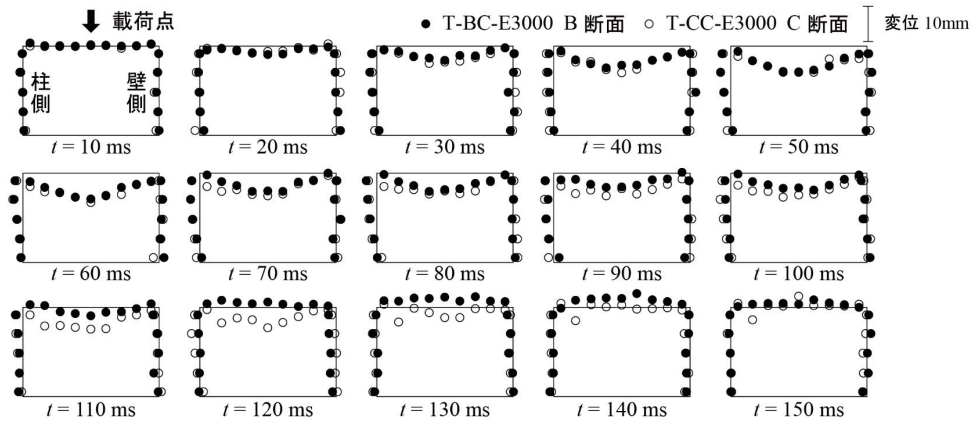 載荷点 ● T-BC-E3000 B 断面 ○ T-CC-E3000 C 断面 変位 10mm
柱側 壁側
t = 10 ms t = 20 ms t = 30 ms t = 40 ms t = 50 ms
t = 60 ms t = 70 ms t = 80 ms t = 90 ms t = 100 ms
t = 110 ms t = 120 ms t = 130 ms t = 140 ms t = 150 ms